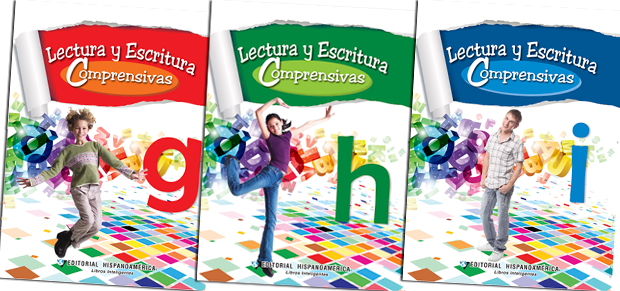 Lectura y Escritura
Comprensivas
g
EDITORIAL HISPANOAMERICA
Libros Inteligentes
Lectura y Escritura
Comprensivas
h
EDITORIAL HISPANOAMERICA
Libros Inteligentes
Lectura y Escritura
Comprensivas
i
EDITORIAL HISPANOAMERICA
Libros Inteligentes